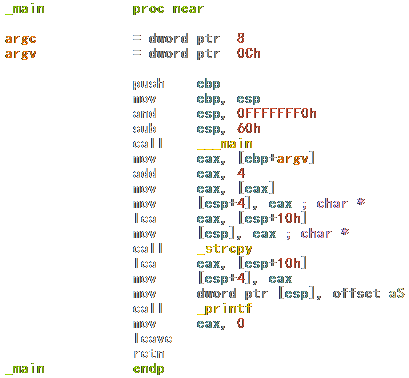 _main proc near
argc = dword ptr 8
argv = dword ptr 0Ch
push ebp
mov ebp, esp
and esp, 0FFFFFFF0h
sub esp, 60h
call ___main
mov eax, [ebp+argv]
add eax, 4
mov eax, [eax]
mov [esp+4], eax ; char *
lea eax, [esp+10h]
mov [esp], eax ; char *
call _strcpy
lea eax, [esp+10h]
mov [esp+4], eax
mov dword ptr [esp], offset aS
call _printf
mov eax, 0
leave
retn
_main endp